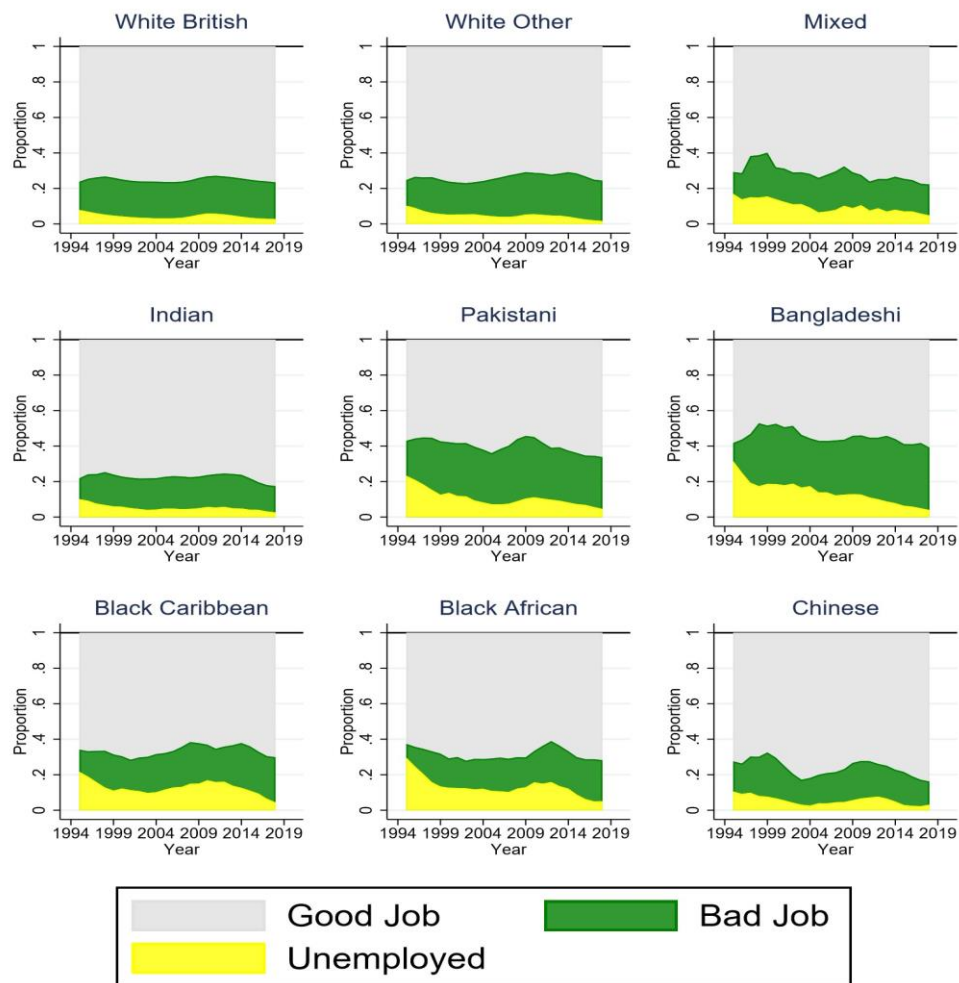 White British
White Other
Mixed
Proportion
0 .2 .4 .6 .8 1
1994 1999 2004 2009 2014 2019
Year
Proportion
0 .2 .4 .6 .8 1
1994 1999 2004 2009 2014 2019
Year
Proportion
0 .2 .4 .6 .8 1
1994 1999 2004 2009 2014 2019
Year
Indian
Pakistani
Bangladeshi
Proportion
0 .2 .4 .6 .8 1
1994 1999 2004 2009 2014 2019
Year
Proportion
0 .2 .4 .6 .8 1
1994 1999 2004 2009 2014 2019
Year
Proportion
0 .2 .4 .6 .8 1
1994 1999 2004 2009 2014 2019
Year
Black Caribbean
Black African
Chinese
Proportion
0 .2 .4 .6 .8 1
1994 1999 2004 2009 2014 2019
Year
Proportion
0 .2 .4 .6 .8 1
1994 1999 2004 2009 2014 2019
Year
Proportion
0 .2 .4 .6 .8 1
1994 1999 2004 2009 2014 2019
Year
Good Job
Bad Job
Unemployed